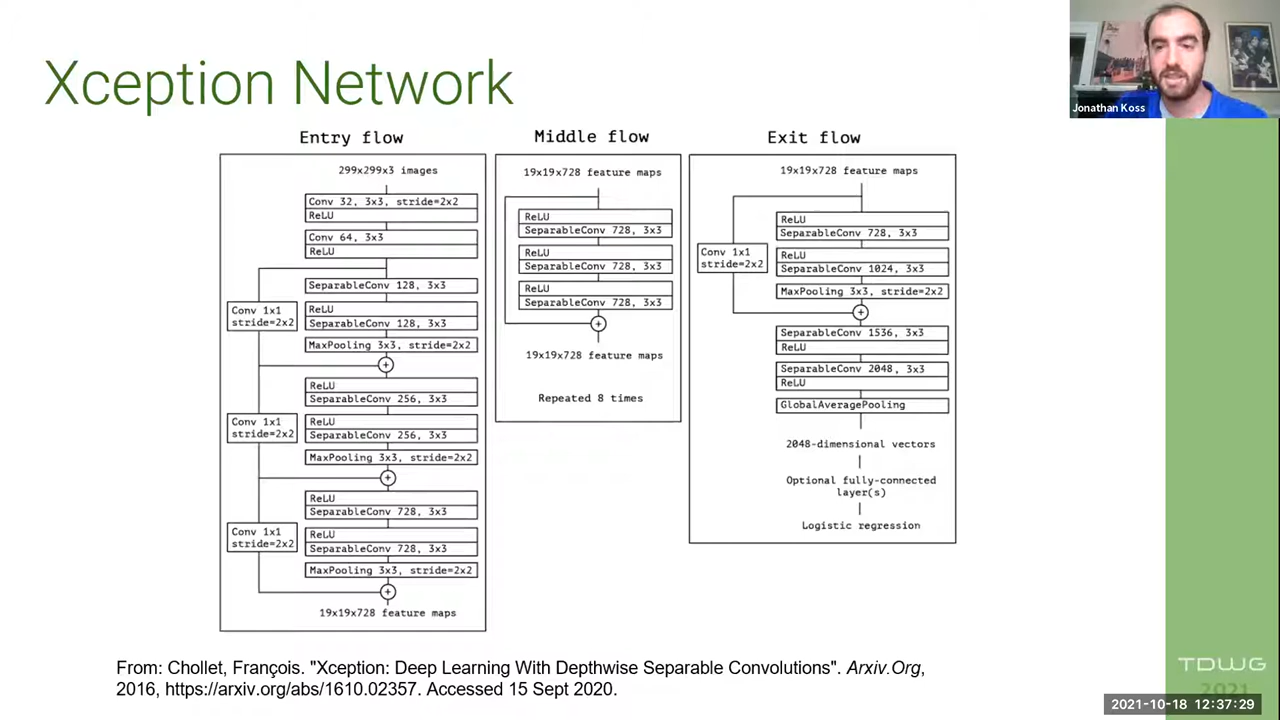 Xception Network
Jonathan Koss
Entry flow
299x299x3 images
Conv 32, 3x3, stride=2x2
ReLU
Conv 64, 3x3
ReLU
SeparableConv 128, 3x3
Conv 1x1
stride=2x2
ReLU
SeparableConv 128, 3x3
MaxPooling 3x3, stride=2x2
+
ReLU
SeparableConv 256, 3x3
Conv 1x1
stride=2x2
ReLU
SeparableConv 256, 3x3
MaxPooling 3x3, stride=2x2
+
ReLU
SeparableConv 728, 3x3
Conv 1x1
stride=2x2
ReLU
SeparableConv 728, 3x3
MaxPooling 3x3, stride=2x2
+
19x19x728 feature maps
Middle flow
19x19x728 feature maps
ReLU
SeparableConv 728, 3x3
ReLU
SeparableConv 728, 3x3
ReLU
SeparableConv 728, 3x3
+
19x19x728 feature maps
Repeated 8 times
Exit flow
19x19x728 feature maps
ReLU
SeparableConv 728, 3x3
Conv 1x1
stride=2x2
ReLU
SeparableConv 1024, 3x3
MaxPooling 3x3, stride=2x2
+
SeparableConv 1536, 3x3
ReLU
SeparableConv 2048, 3x3
ReLU
GlobalAveragePooling
2048-dimensional vectors
Optional fully-connected
layer(s)
Logistic regression
From: Chollet, François. "Xception: Deep Learning With Depthwise Separable Convolutions". Arxiv.Org,
2016, https://arxiv.org/abs/1610.02357. Accessed 15 Sept 2020.
TDWG
2021
2021-10-18 12:37:29